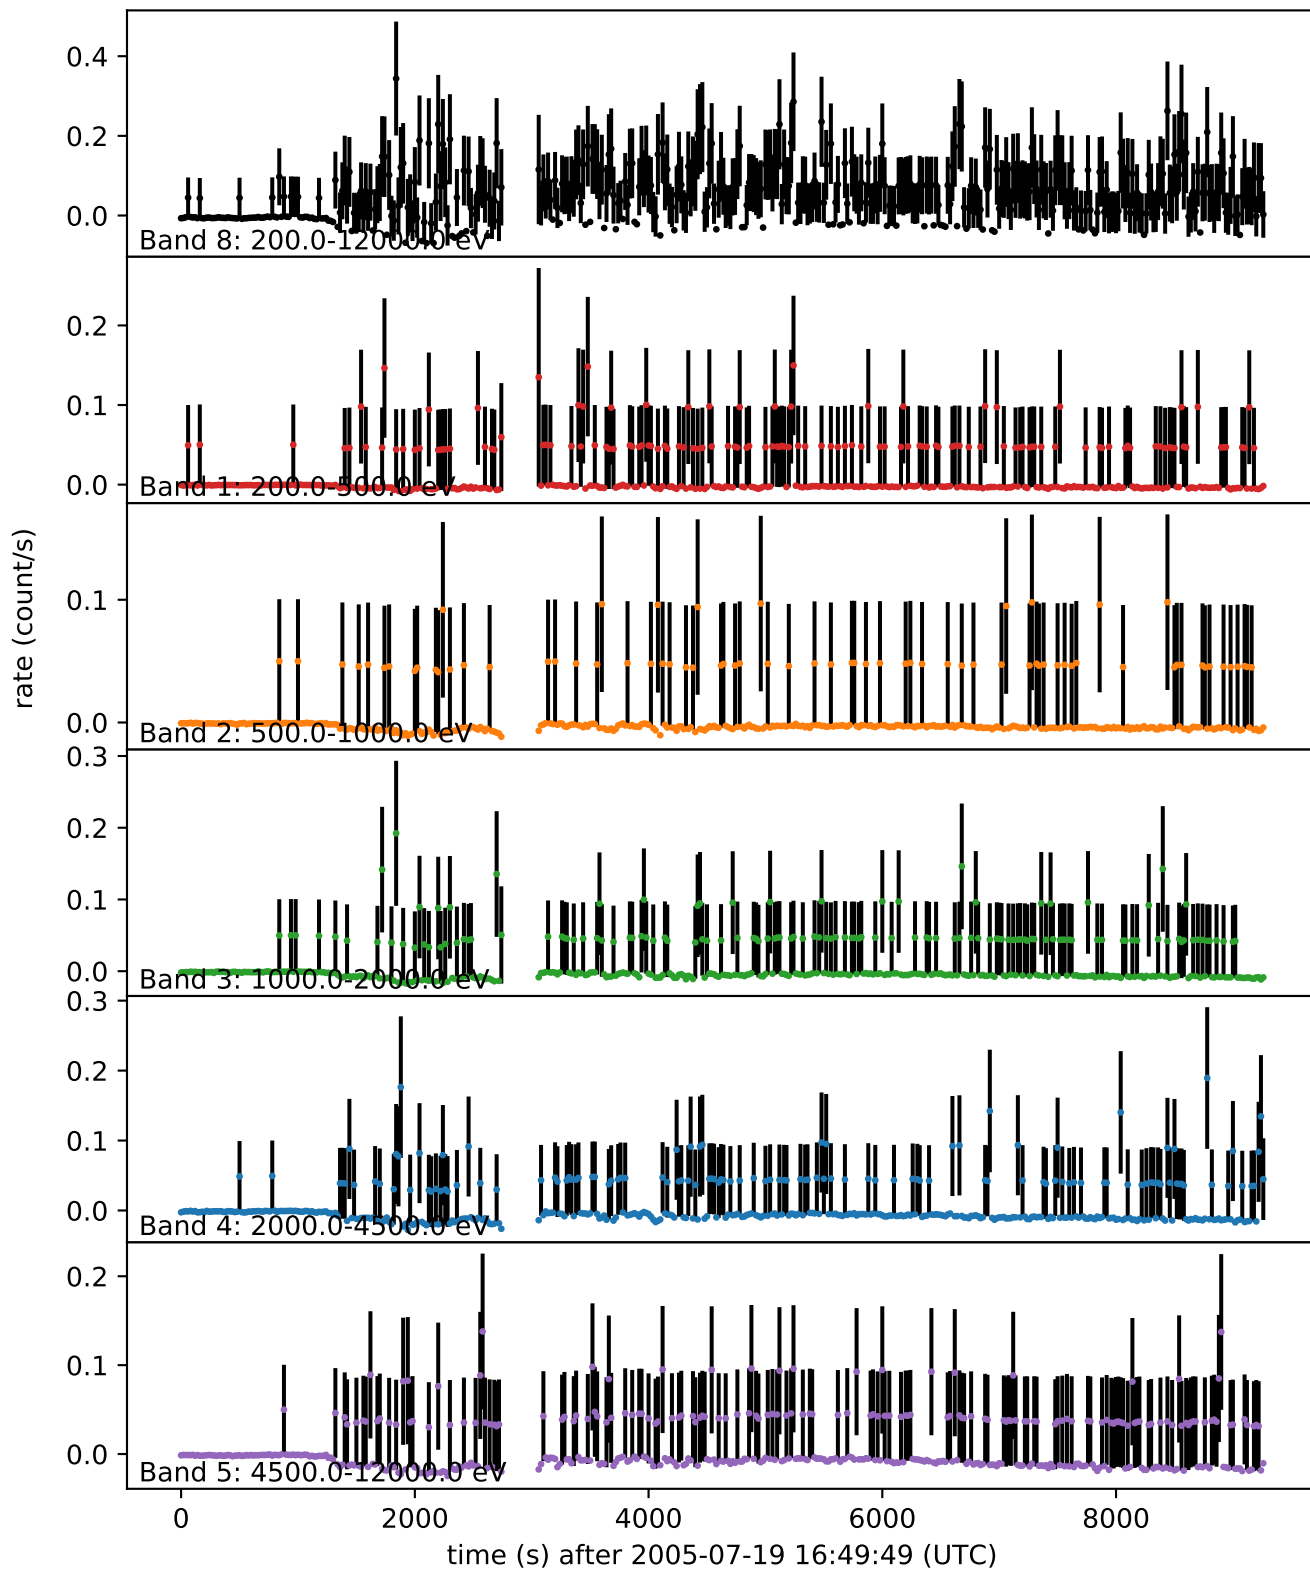 0.4
0.2
0.0
Band 8: 200.0-12000.0 eV
0.2
0.1
0.0
Band 1: 200.0-500.0 eV
0.1
0.0
Band 2: 500.0-1000.0 eV
0.3
0.2
0.1
0.0
Band 3: 1000.0-2000.0 eV
0.3
0.2
0.1
0.0
Band 4: 2000.0-4500.0 eV
0.2
0.1
0.0
Band 5: 4500.0-12000.0 eV
rate (count/s)
0 2000 4000 6000 8000
time (s) after 2005-07-19 16:49:49 (UTC)